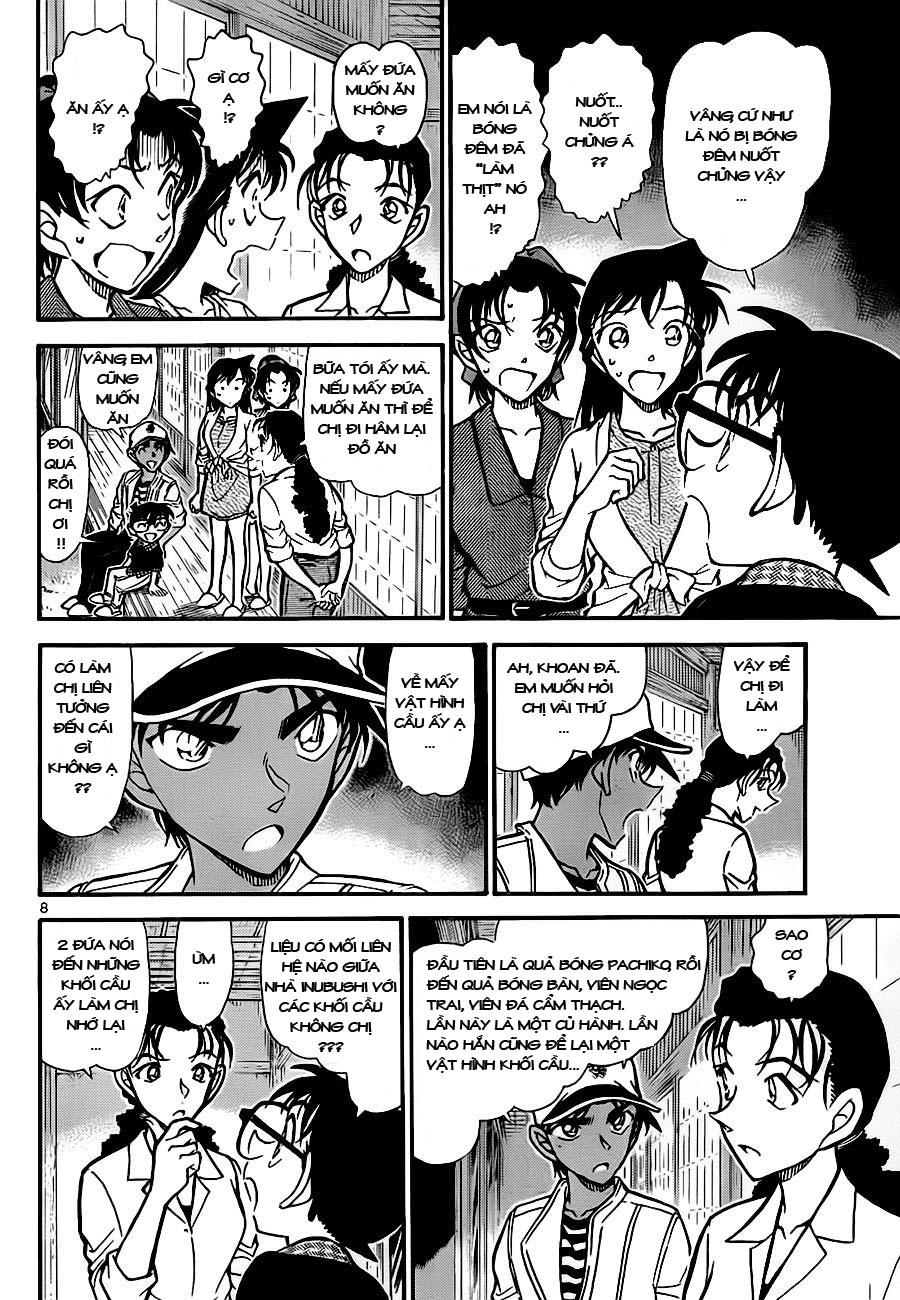 VÂNG, CỨ NHƯ
LÀ NÓ BỊ BÓNG
ĐÊM NUỐT
CHỬNG VẬY
...
NUỐT...
NUỐT
CHỬNG Á
??
EM NÓI LÀ
BÓNG
ĐÊM ĐÃ
“LÀM
THỊT” NÓ
AH
!?
MẤY ĐỨA
MUỐN ĂN
KHÔNG
?
GÌ CƠ
Ạ
!?
ĂN ẤY Ạ
!?
BỮA TÓI ẤY MÀ.
NẾU MẤY ĐỨA
MUỐN ĂN THÌ ĐỂ
CHỊ ĐI HÂM LẠI
ĐỒ ĂN
VÂNG, EM
CŨNG
MUỐN
ĂN
ĐÓI
QUÁ
RỒI
CHỊ
ƠI
!!
VẬY ĐỂ
CHỊ ĐI
LÀM
...
AH, KHOAN ĐÃ.
EM MUỐN HỎI
CHỊ VÀI THỨ
...
VỀ MẤY
VẬT HÌNH
CẦU ẤY Ạ
...
CÓ LÀM
CHỊ LIÊN
TƯỞNG
ĐẾN CÁI
GÌ
KHÔNG Ạ
???
8
SAO
CƠ
?
ĐẦU TIÊN LÀ QUẢ BÓNG PACHIKO, RỒI
ĐẾN QUẢ BÓNG BÀN, VIÊN NGỌC
TRAI, VIÊN ĐÁ CẨM THẠCH.
LẦN NÀY LÀ MỘT CỦ HÀNH. LẦN
NÀO HẮN CŨNG ĐỂ LẠI MỘT
VẬT HÌNH KHỐI CẦU...
LIỆU CÓ MỐI LIÊN
HỆ NÀO GIỮA
NHÀ INUBUSHI VỚI
CÁC KHỐI CẦU
KHÔNG CHỊ
???
ỪM
...
2 ĐỨA NÓI
ĐẾN NHỮNG
KHỐI CẦU
ẤY LÀM CHỊ
NHỚ LẠI
...